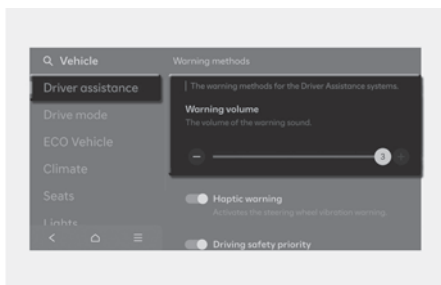 Vehicle
Warning methods
Driver assistance
The warning methods for the Driver Assistance systems.
Drive mode
Warning volume
The volume of the warning sound.
ECO Vehicle
3
Climate
Seats
Haptic warning
Activates the steering wheel vibration warning.
Lights
Driving safety priority